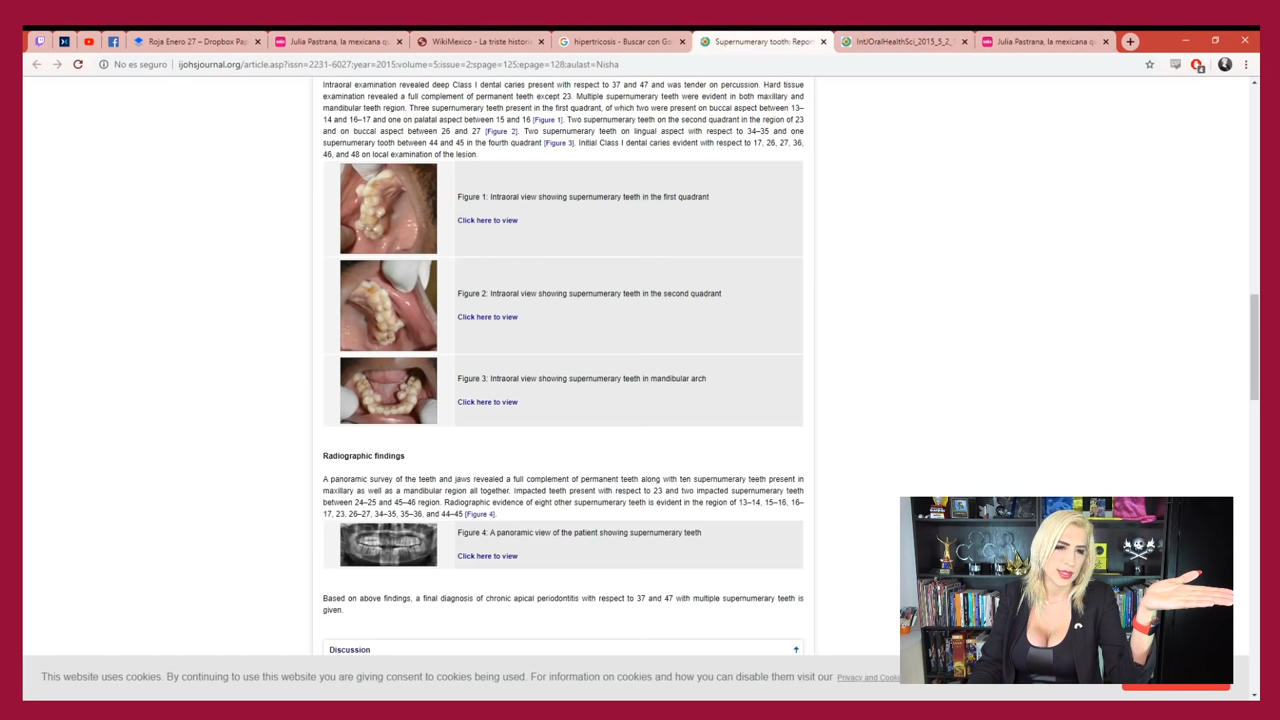 Roja Enero 27 – Dropbox Pap
Julia Pastrana, la mexicana q
WikiMexico - La triste histori
hipertricosis - Buscar con Go
Supernumerary tooth: Repor
IntJOralHealthSci_2015_5_2_
Julia Pastrana, la mexicana q
No es seguro
ijohsjournal.org/article.asp?issn=2231-6027;year=2015;volume=5;issue=2;spage=125;epage=128;aulast=Nisha
Intraoral examination revealed deep Class I dental caries present with respect to 37 and 47 and was tender on percussion. Hard tissue
examination revealed a full complement of permanent teeth except 23. Multiple supernumerary teeth were evident in both maxillary and
mandibular teeth region. Three supernumerary teeth present in the first quadrant, of which two were present on buccal aspect between 13–
14 and 16–17 and one on palatal aspect between 15 and 16 [Figure 1]. Two supernumerary teeth on the second quadrant in the region of 23
and on buccal aspect between 26 and 27 [Figure 2]. Two supernumerary teeth on lingual aspect with respect to 34–35 and one
supernumerary tooth between 44 and 45 in the fourth quadrant [Figure 3]. Initial Class I dental caries evident with respect to 17, 26, 27, 36,
46, and 48 on local examination of the lesion.
Figure 1: Intraoral view showing supernumerary teeth in the first quadrant
Click here to view
Figure 2: Intraoral view showing supernumerary teeth in the second quadrant
Click here to view
Figure 3: Intraoral view showing supernumerary teeth in mandibular arch
Click here to view
Radiographic findings
A panoramic survey of the teeth and jaws revealed a full complement of permanent teeth along with ten supernumerary teeth present in
maxillary as well as a mandibular region all together. Impacted teeth present with respect to 23 and two impacted supernumerary teeth
between 24–25 and 45–46 region. Radiographic evidence of eight other supernumerary teeth is evident in the region of 13–14, 15–16, 16–
17, 23, 26–27, 34–35, 35–36, and 44–45 [Figure 4].
Figure 4: A panoramic view of the patient showing supernumerary teeth
Click here to view
Based on above findings, a final diagnosis of chronic apical periodontitis with respect to 37 and 47 with multiple supernumerary teeth is
given.
Discussion
This website uses cookies. By continuing to use this website you are giving consent to cookies being used. For information on cookies and how you can disable them visit our Privacy and Cooki